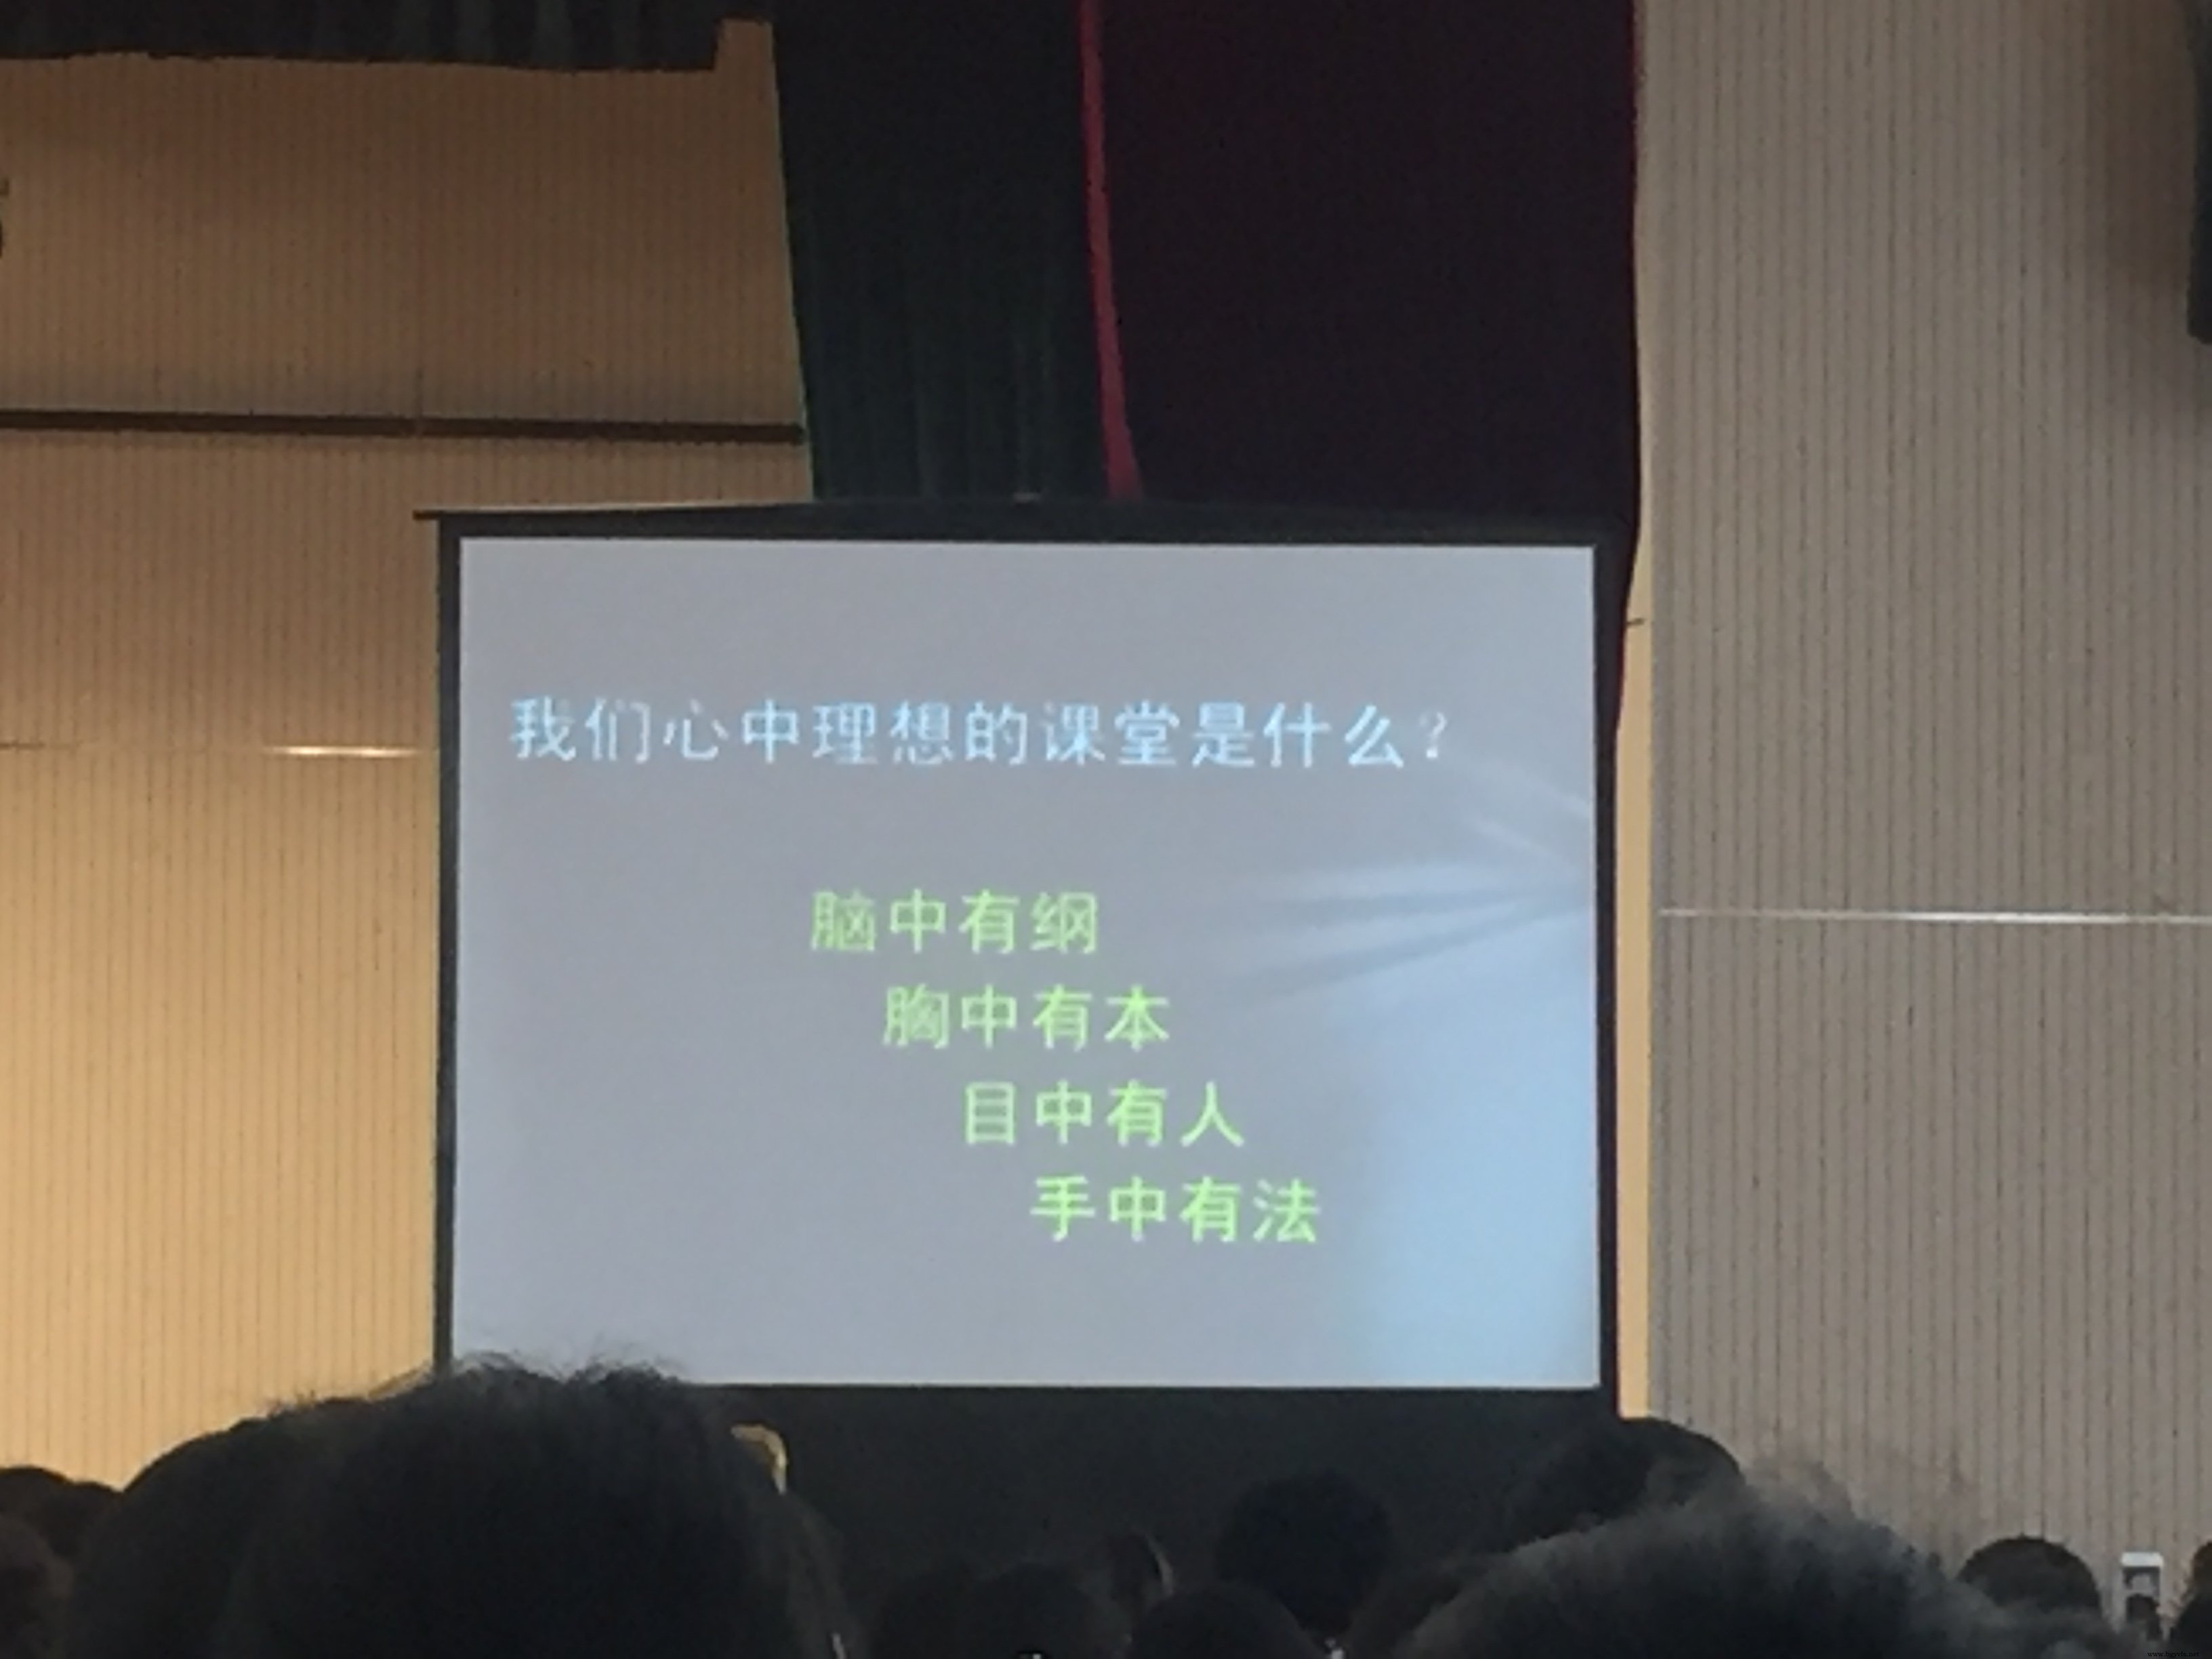 我们心中理想的课堂是什么？
脑中有纲
胸中有本
目中有人
手中有法